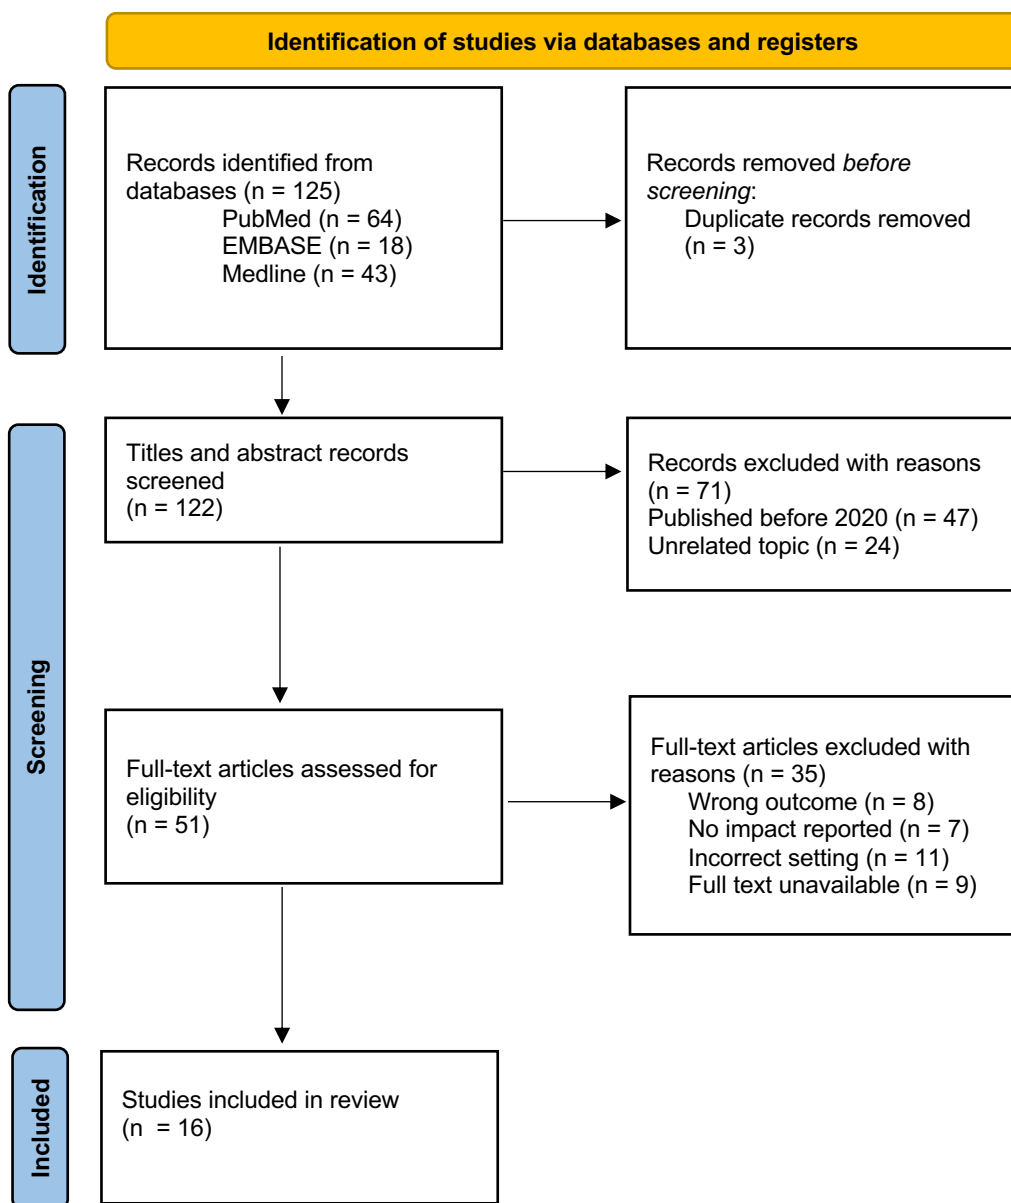 Identification of studies via databases and registers
Identification
Records identified from
databases (n = 125)
PubMed (n = 64)
EMBASE (n = 18)
Medline (n = 43)
Records removed before
screening:
Duplicate records removed
(n = 3)
Screening
Titles and abstract records
screened
(n = 122)
Records excluded with reasons
(n = 71)
Published before 2020 (n = 47)
Unrelated topic (n = 24)
Full-text articles assessed for
eligibility
(n = 51)
Full-text articles excluded with
reasons (n = 35)
Wrong outcome (n = 8)
No impact reported (n = 7)
Incorrect setting (n = 11)
Full text unavailable (n = 9)
Included
Studies included in review
(n  = 16)